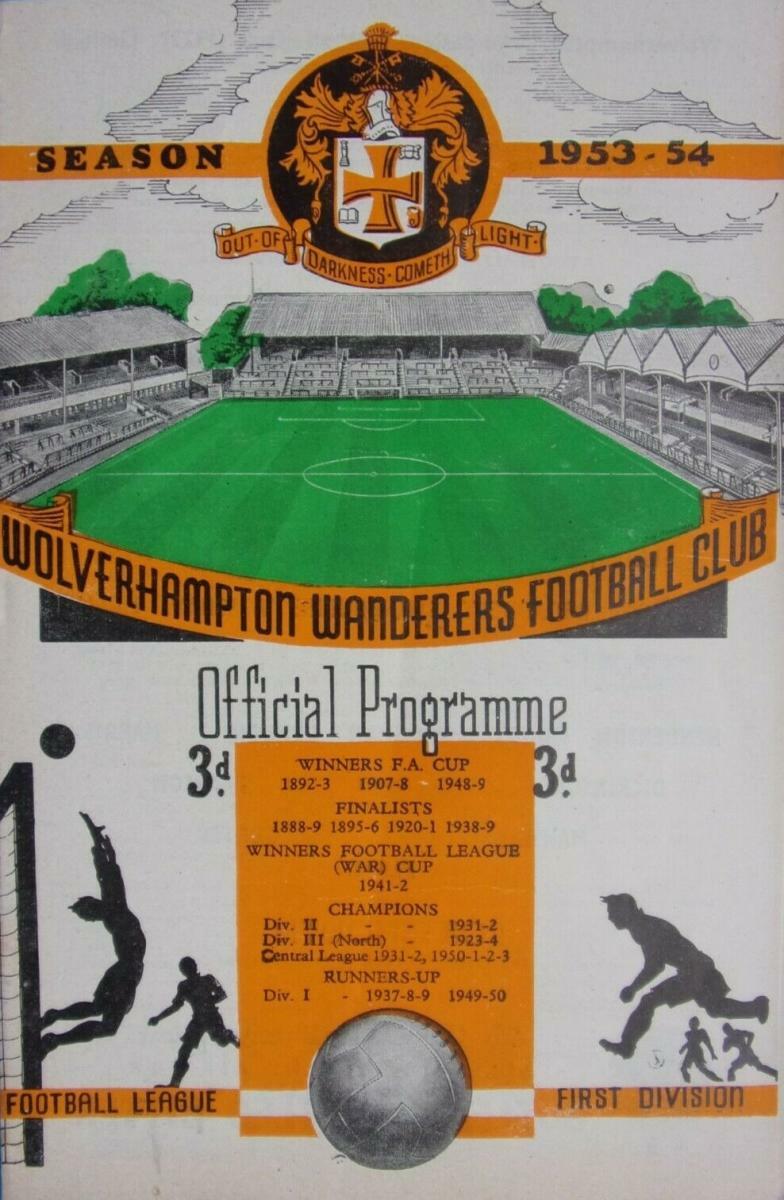 SEASON 1953-54
OUT·OF· DARKNESS·COMETH LIGHT·
WOLVERHAMPTON WANDERERS FOOTBALL CLUB
Official Programme
3d. 3d.
WINNERS F.A. CUP
1892-3 1907-8 1948-9
FINALISTS
1888-9 1895-6 1920-1 1938-9
WINNERS FOOTBALL LEAGUE
(WAR) CUP
1941-2
CHAMPIONS
Div. II - - 1931-2
Div. III (North) - 1923-4
Central League 1931-2, 1950-1-2-3
RUNNERS-UP
Div. I - 1937-8-9 1949-50
FOOTBALL LEAGUE FIRST DIVISION